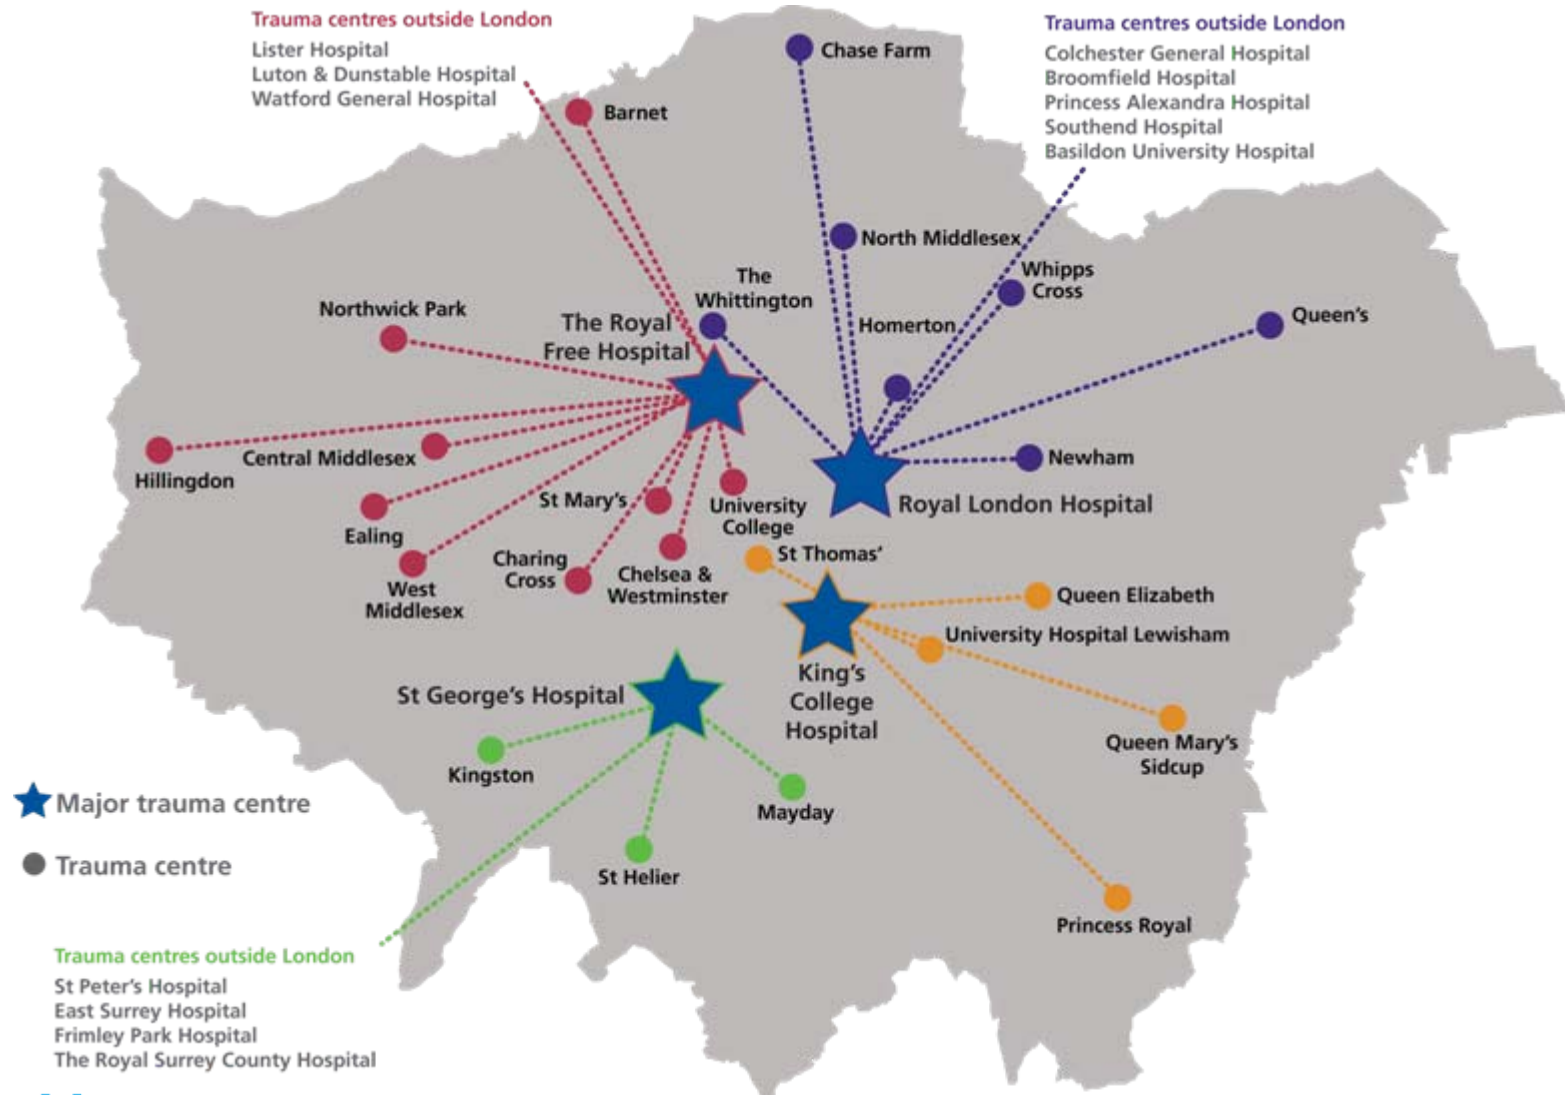 Trauma centres outside London
Lister Hospital
Luton & Dunstable Hospital
Watford General Hospital
Trauma centres outside London
Colchester General Hospital
Broomfield Hospital
Princess Alexandra Hospital
Southend Hospital
Basildon University Hospital
Chase Farm
Barnet
North Middlesex
Whipps
Cross
The
Whittington
Queen's
Northwick Park
The Royal
Free Hospital
Homerton
Hillingdon
Central Middlesex
Newham
St Mary's
University
College
Royal London Hospital
Ealing
Charing
Cross
Chelsea &
Westminster
St Thomas'
West
Middlesex
Queen Elizabeth
University Hospital Lewisham
King's
College
Hospital
St George's Hospital
Queen Mary's
Sidcup
Kingston
Mayday
St Helier
Princess Royal
Major trauma centre
Trauma centre
Trauma centres outside London
St Peter's Hospital
East Surrey Hospital
Frimley Park Hospital
The Royal Surrey County Hospital